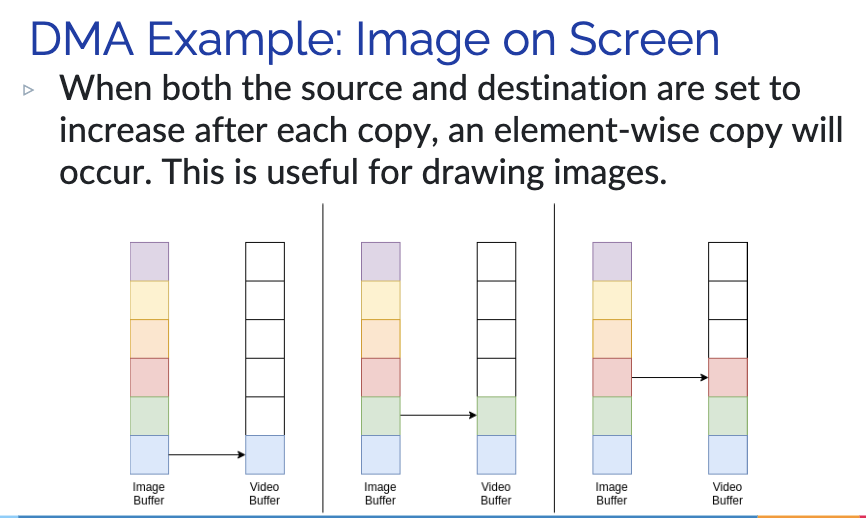 DMA Example: Image on Screen
When both the source and destination are set to
increase after each copy, an element-wise copy will
occur. This is useful for drawing images.
Image
Buffer
Video
Buffer
Image
Buffer
Video
Buffer
Image
Buffer
Video
Buffer